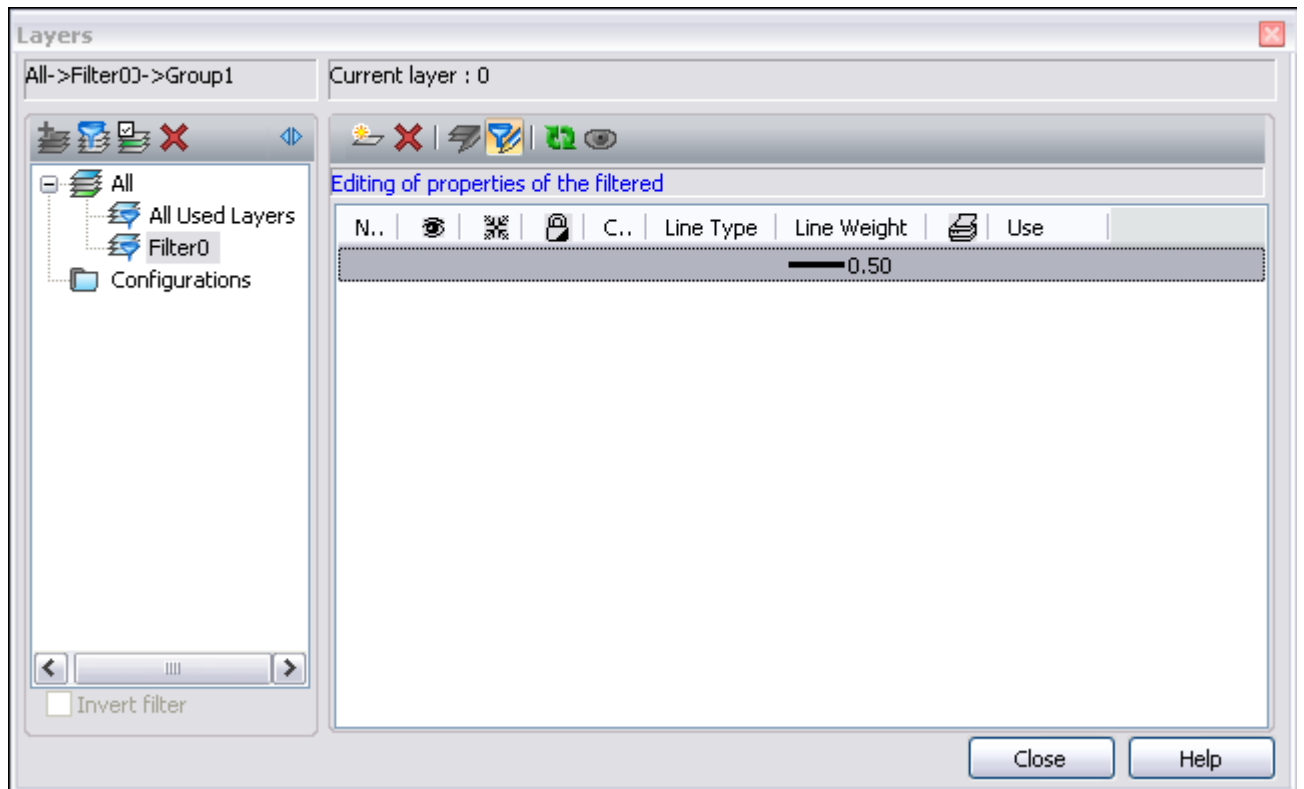 Layers
All->Filter0)->Group1
Current layer : 0
Editing of properties of the filtered
All
All Used Layers
Filter0
Configurations
N.. C.. Line Type Line Weight Use
0.50
Invert filter
Close Help